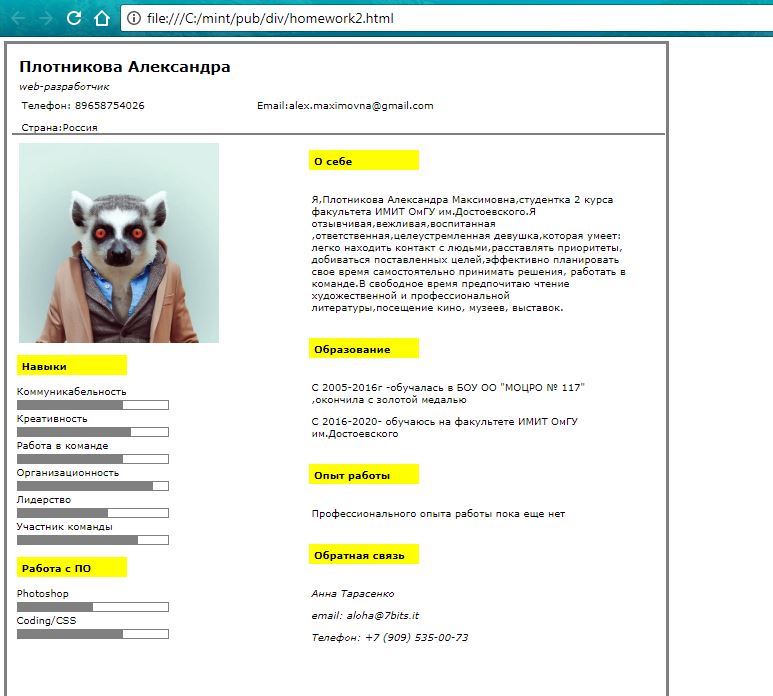 file:///C:/mint/pub/div/homework2.html
Плотникова Александра
web-разработчик
Телефон: 89658754026
Email:alex.maximovna@gmail.com
Страна:Россия
Навыки
Коммуникабельность
Креативность
Работа в команде
Организационность
Лидерство
Участник команды
Работа с ПО
Photoshop
Coding/CSS
О себе
Я,Плотникова Александра Максимовна,студентка 2 курса
факультета ИМИТ ОмГУ им.Достоевского.Я
отзывчивая,вежливая,воспитанная
,ответственная,целеустремленная девушка,которая умеет:
легко находить контакт с людьми,расставлять приоритеты,
добиваться поставленных целей,эффективно планировать
свое время самостоятельно принимать решения, работать в
команде.В свободное время предпочитаю чтение
художественной и профессиональной
литературы,посещение кино, музеев, выставок.
Образование
С 2005-2016г -обучалась в БОУ ОО "МОЦРО № 117"
,окончила с золотой медалью
С 2016-2020- обучаюсь на факультете ИМИТ ОмГУ
им.Достоевского
Опыт работы
Профессионального опыта работы пока еще нет
Обратная связь
Анна Тарасенко
email: aloha@7bits.it
Телефон: +7 (909) 535-00-73